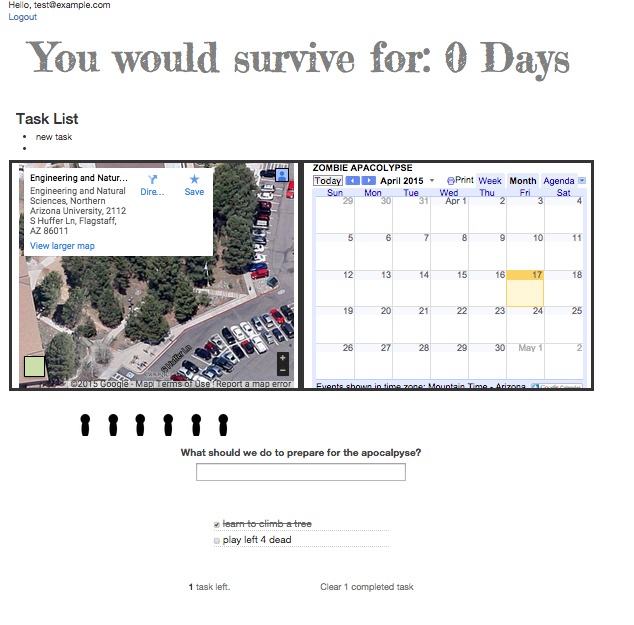 Hello, test@example.com
Logout
You would survive for: 0 Days
Task List
new task
Engineering and Natur...
Engineering and Natural
Sciences, Northern
Arizona University, 2112
S Huffer Ln, Flagstaff,
AZ 86011
Dire...
Save
View larger map
S Huffer Ln
+
−
©2015 Google - Map Terms of Use Report a map error
ZOMBIE APACOLYPSE
Today April 2015 Print Week Month Agenda
Sun Mon Tue Wed Thu Fri Sat
29 30 31 Apr 1 2 3 4
5 6 7 8 9 10 11
12 13 14 15 16 17 18
19 20 21 22 23 24 25
26 27 28 29 30 May 1 2
Events shown in time zone: Mountain Time - Arizona
What should we do to prepare for the apocalpyse?
learn to climb a tree
play left 4 dead
1 task left. Clear 1 completed task